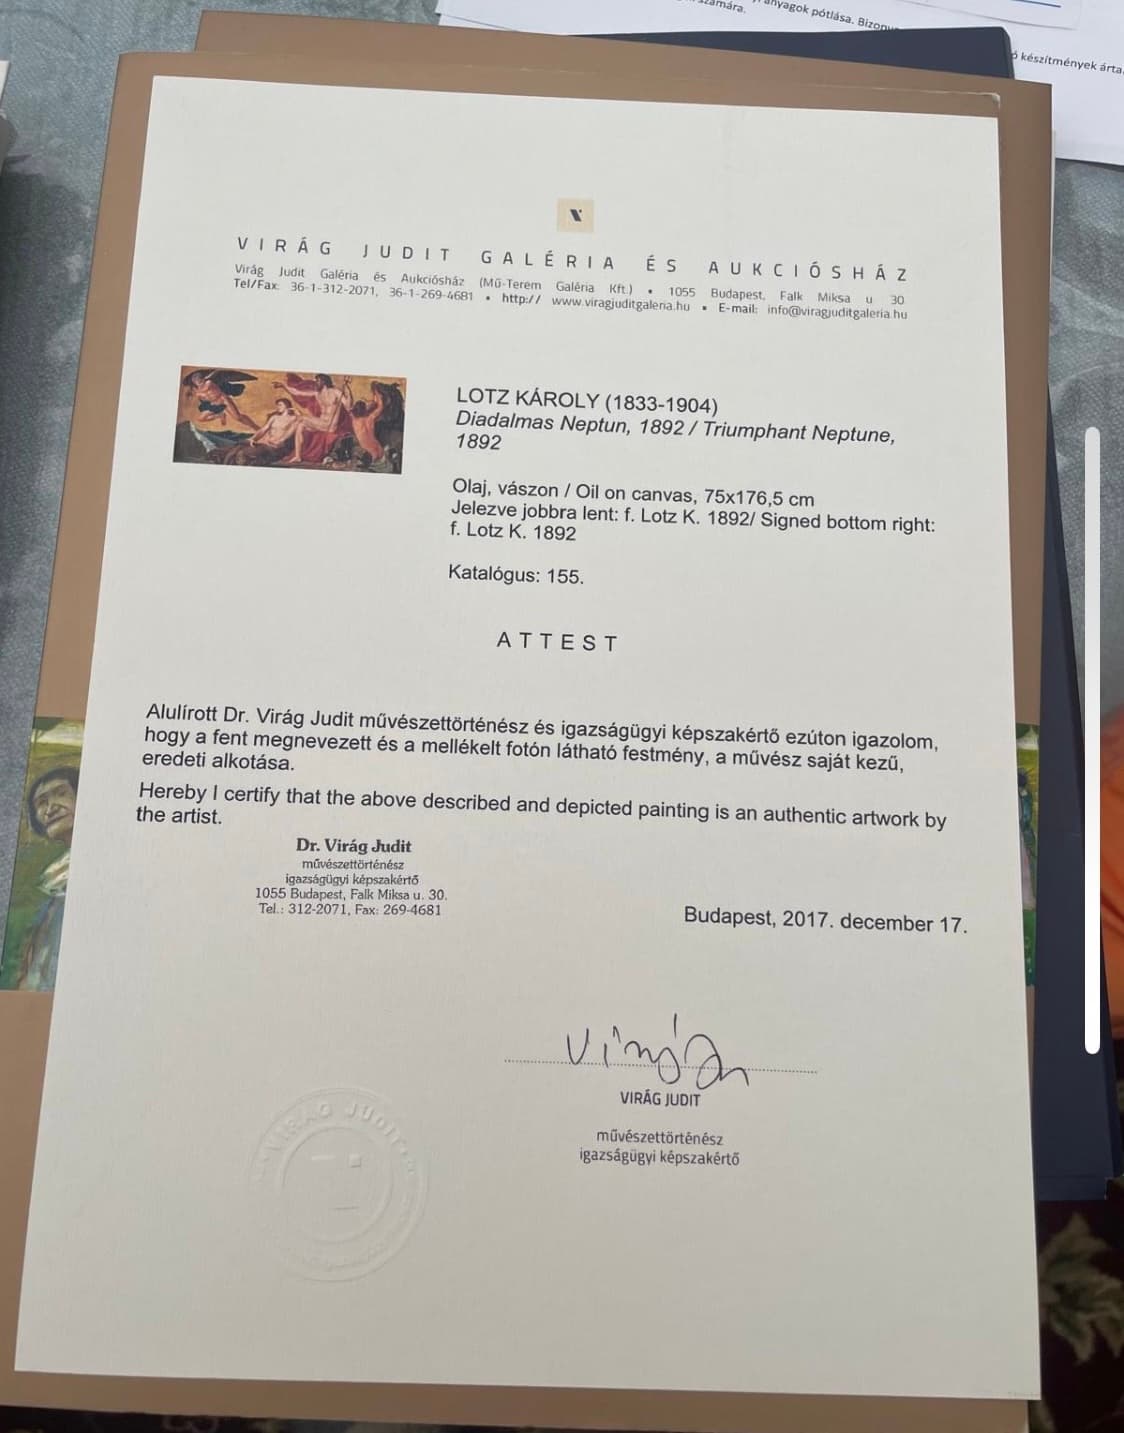 számára.
anyagok pótlása.
készítmények
VIRÁG JUDIT GALÉRIA ÉS AUKCIÓSHÁZ
Virág Judit Galéria és Aukciósház (Mű-Terem Galéria Kft.) • 1055 Budapest, Falk Miksa u 30
Tel/Fax: 36-1-312-2071, 36-1-269-4681 • http:// www.viragjuditgaleria.hu • E-mail: info@viragjuditgaleria.hu
LOTZ KÁROLY (1833-1904)
Diadalmas Neptun, 1892 / Triumphant Neptune,
1892
Olaj, vászon / Oil on canvas, 75x176,5 cm
Jelezve jobbra lent: f. Lotz K. 1892/ Signed bottom right:
f. Lotz K. 1892
Katalógus: 155.
ATTEST
Alulírott Dr. Virág Judit művészettörténész és igazságügyi képszakértő ezúton igazolom,
hogy a fent megnevezett és a mellékelt fotón látható festmény, a művész saját kezű,
eredeti alkotása.
Hereby I certify that the above described and depicted painting is an authentic artwork by
the artist.
Dr. Virág Judit
művészettörténész
igazságügyi képszakértő
1055 Budapest, Falk Miksa u. 30.
Tel.: 312-2071, Fax: 269-4681
Budapest, 2017. december 17.
VIRÁG JUDIT
művészettörténész
igazságügyi képszakértő
VIRÁG JUDIT